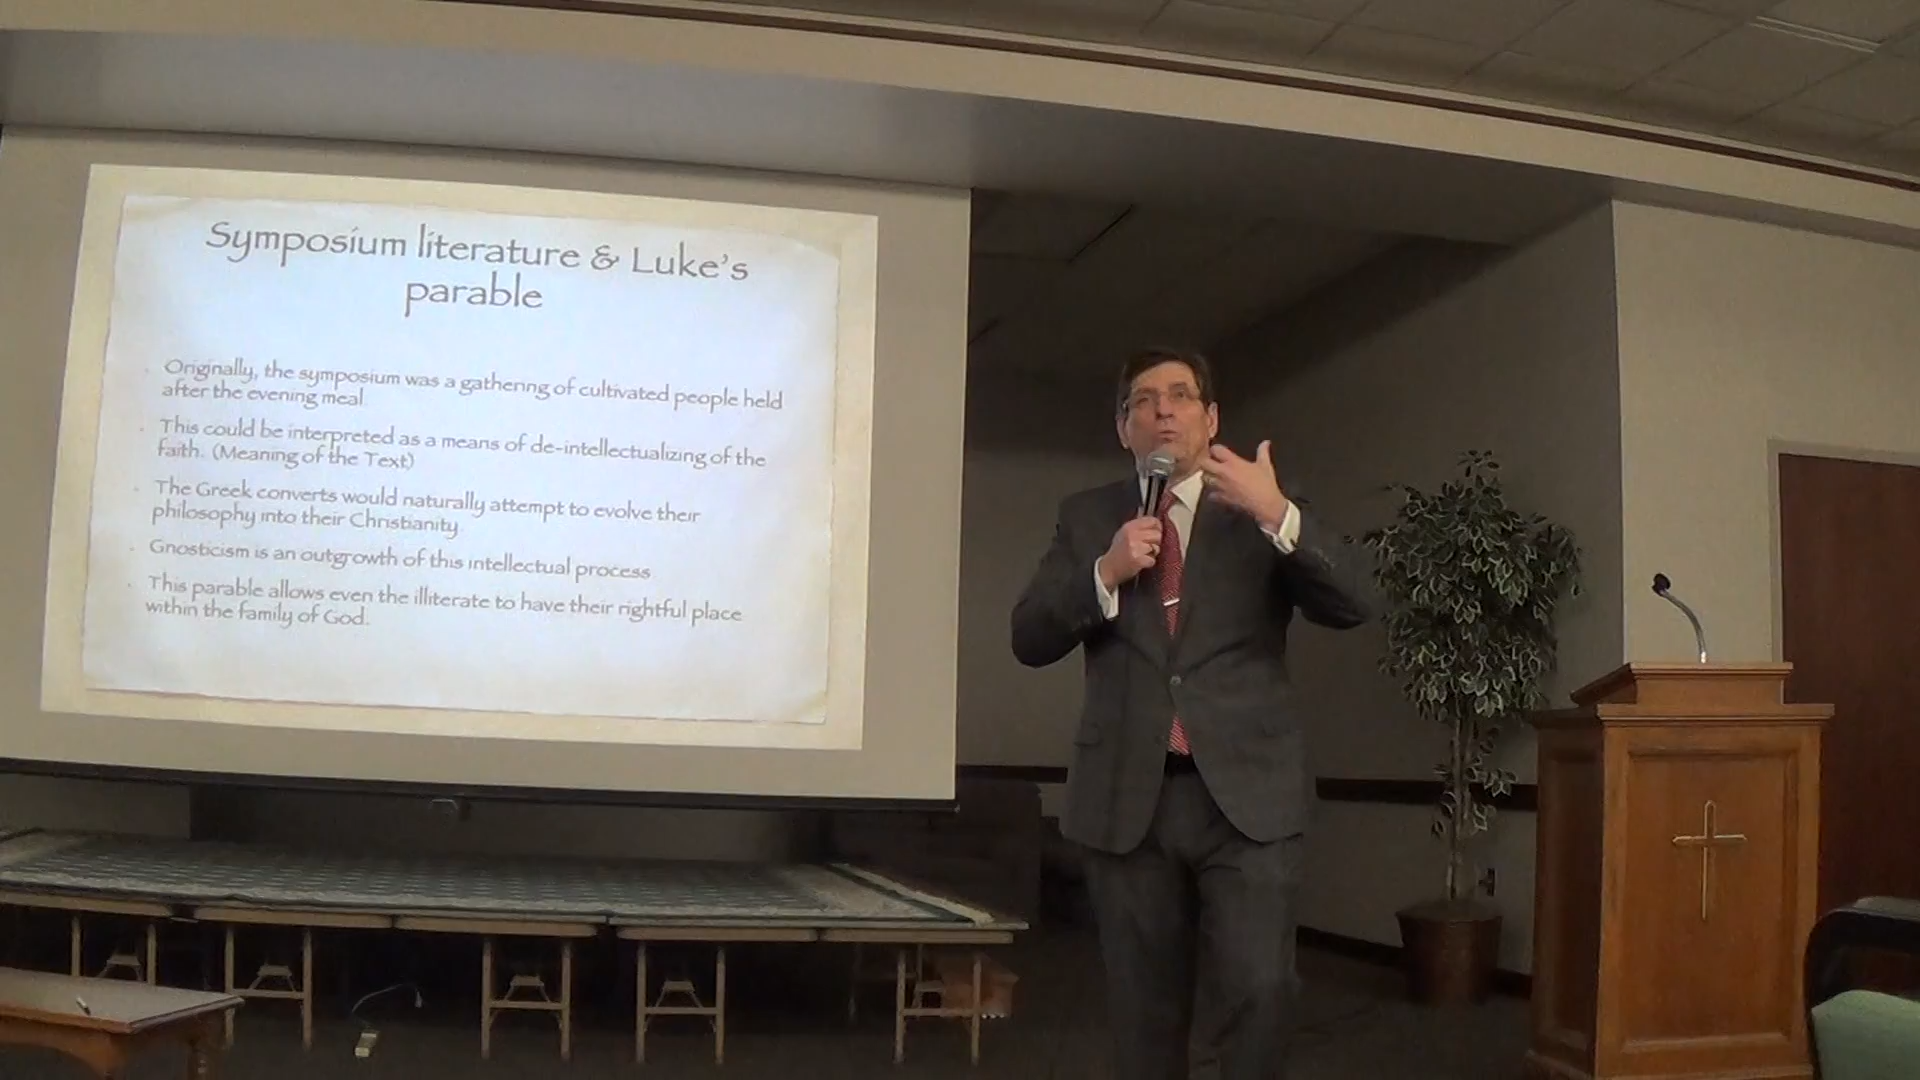 Symposium literature & Luke's
parable
Originally, the symposium was a gathering of cultivated people held
after the evening meal.
This could be interpreted as a means of de-intellectualizing of the
faith. (Meaning of the Text)
The Greek converts would naturally attempt to evolve their
philosophy into their Christianity.
Gnosticism is an outgrowth of this intellectual process
This parable allows even the illiterate to have their rightful place
within the family of God.